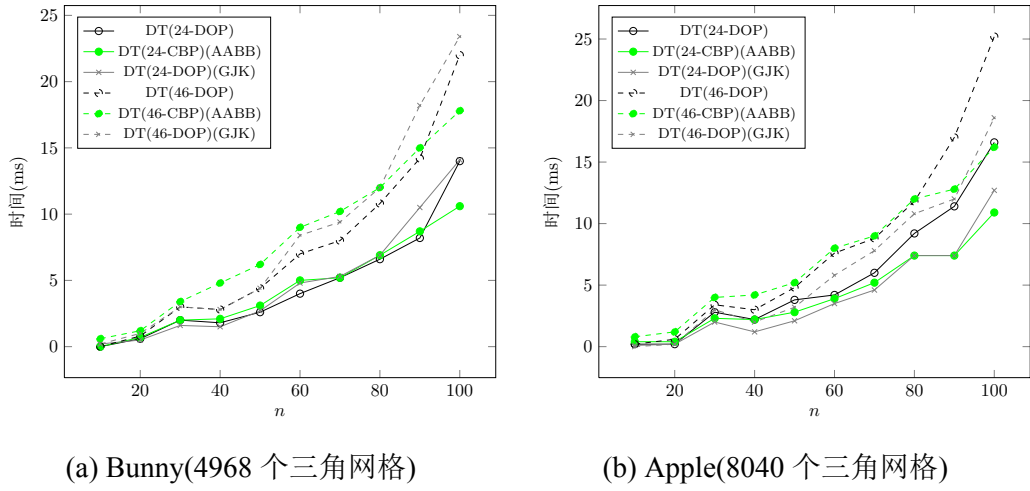 25
20
15
10
5
0
时间(ms)
DT(24-DOP)
DT(24-CBP)(AABB)
DT(24-DOP)(GJK)
DT(46-DOP)
DT(46-CBP)(AABB)
DT(46-DOP)(GJK)
20 40 60 80 100
n
(a) Bunny(4968 个三角网格)
25
20
15
10
5
0
时间(ms)
DT(24-DOP)
DT(24-CBP)(AABB)
DT(24-DOP)(GJK)
DT(46-DOP)
DT(46-CBP)(AABB)
DT(46-DOP)(GJK)
20 40 60 80 100
n
(b) Apple(8040 个三角网格)